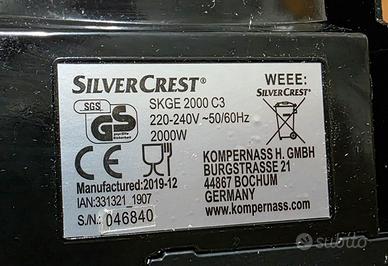 SILVERCREST®
SKGE 2000 C3
220-240V ~50/60Hz
2000W
SGS
GS
CE
Manufactured:2019-12
IAN:331321_1907
S./N.: 046840
WEEE:
SILVERCREST®
KOMPERNASS H. GMBH
BURGSTRASSE 21
44867 BOCHUM
GERMANY
www.kompernass.com
subito